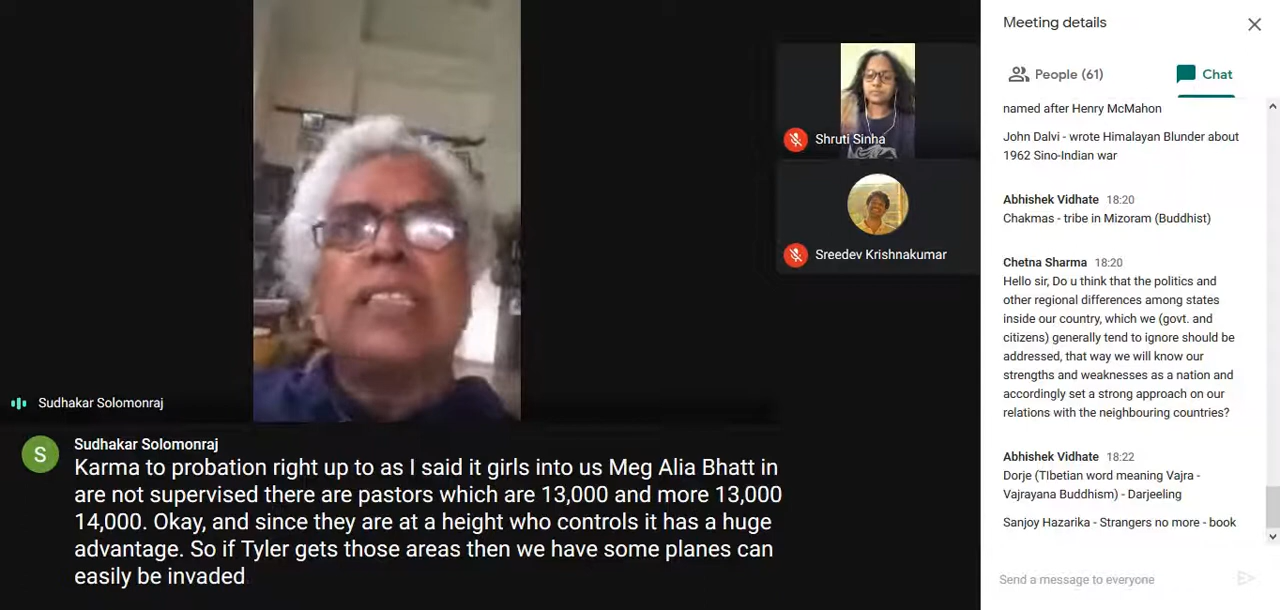 Shruti Sinha
Sreedev Krishnakumar
Sudhakar Solomonraj
S
Sudhakar Solomonraj
Karma to probation right up to as I said it girls into us Meg Alia Bhatt in
are not supervised there are pastors which are 13,000 and more 13,000
14,000. Okay, and since they are at a height who controls it has a huge
advantage. So if Tyler gets those areas then we have some planes can
easily be invaded
Meeting details
People (61)
Chat
named after Henry McMahon
John Dalvi - wrote Himalayan Blunder about
1962 Sino-Indian war
Abhishek Vidhate 18:20
Chakmas - tribe in Mizoram (Buddhist)
Chetna Sharma 18:20
Hello sir, Do u think that the politics and
other regional differences among states
inside our country, which we (govt. and
citizens) generally tend to ignore should be
addressed, that way we will know our
strengths and weaknesses as a nation and
accordingly set a strong approach on our
relations with the neighbouring countries?
Abhishek Vidhate 18:22
Dorje (TIbetian word meaning Vajra -
Vajrayana Buddhism) - Darjeeling
Sanjoy Hazarika - Strangers no more - book
Send a message to everyone